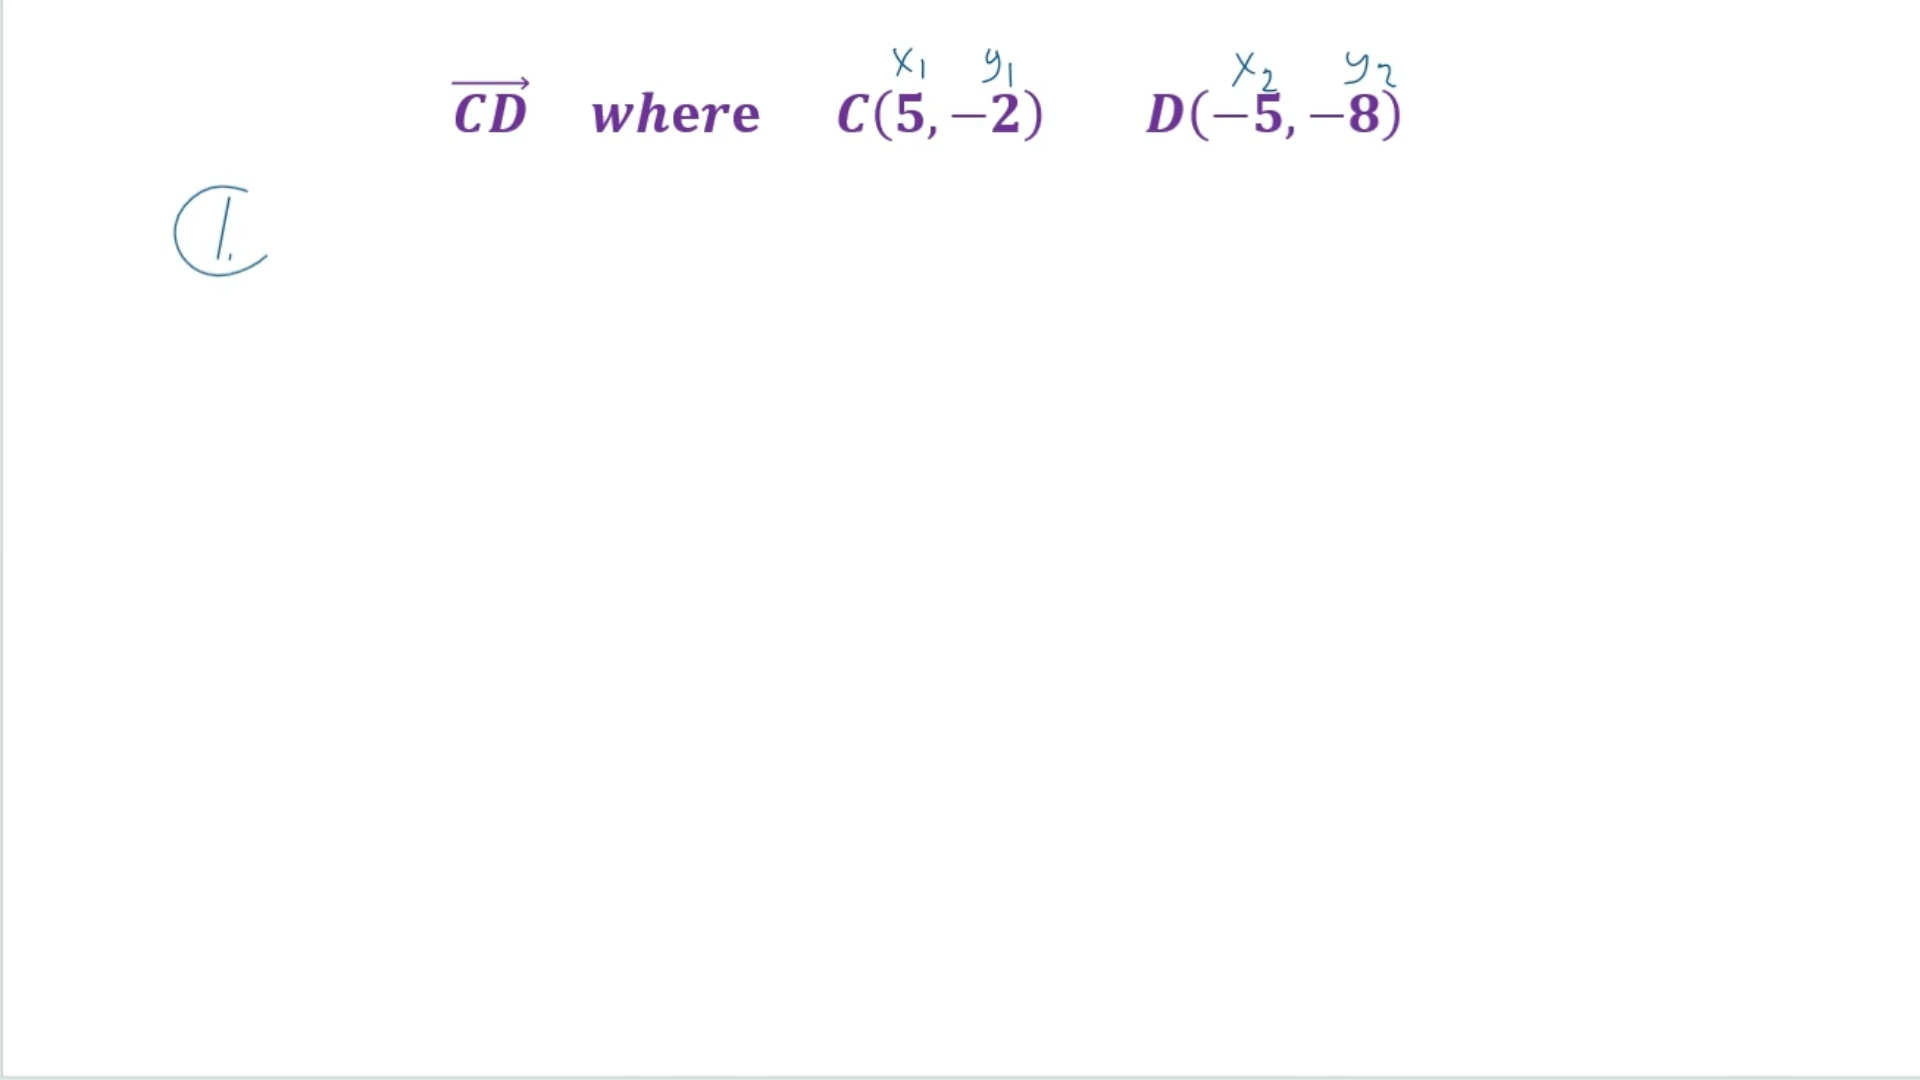 x₁ y₁ x₂ y₂
CD where C(5, −2) D(−5, −8)
1.